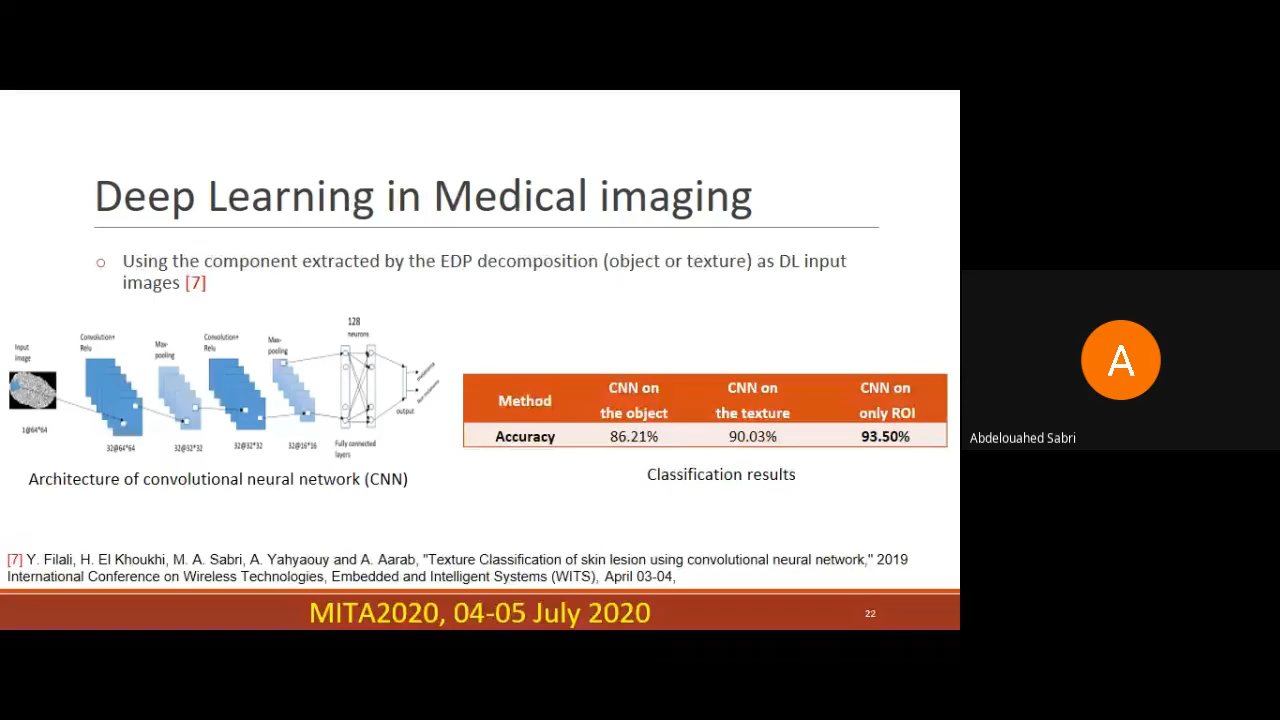 Deep Learning in Medical imaging
Using the component extracted by the EDP decomposition (object or texture) as DL input
images [7]
Input
image
1@64*64
Convolution+
Relu
32@64*64
Max-
pooling
32@32*32
Convolution+
Relu
32@32*32
Max-
pooling
32@16*16
128
neurons
Fully connected
layers
output
melanoma
Architecture of convolutional neural network (CNN)
Method CNN on the object CNN on the texture CNN on only ROI
Accuracy 86.21% 90.03% 93.50%
Classification results
[7] Y. Filali, H. El Khoukhi, M. A. Sabri, A. Yahyaouy and A. Aarab, "Texture Classification of skin lesion using convolutional neural network," 2019
International Conference on Wireless Technologies, Embedded and Intelligent Systems (WITS), April 03-04,
MITA2020, 04-05 July 2020
22
A
Abdelouahed Sabri